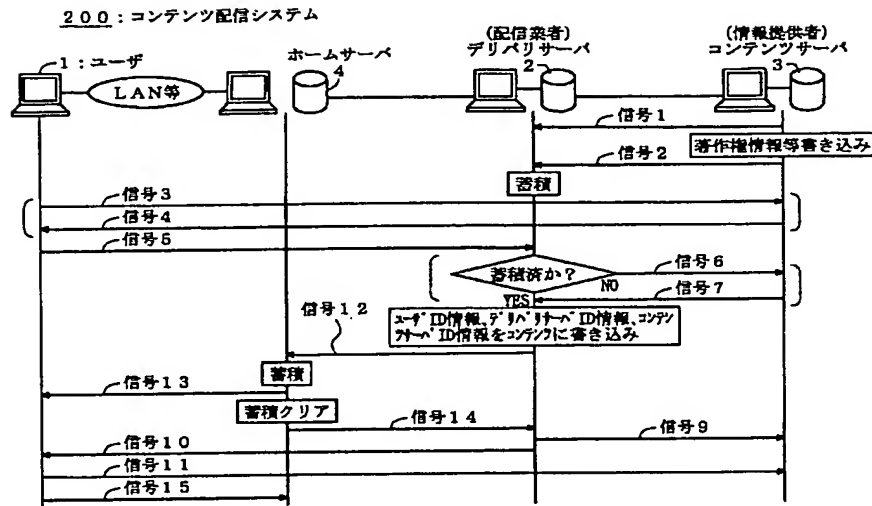 200：コンテンツ配信システム
(配信業者)
(情報提供者)
1：ユーザ
ホームサーバ
デリバリサーバ
コンテンツサーバ
4
2
3
LAN等
信号1
著作権情報等書き込み
信号2
蓄積
信号3
信号4
信号5
蓄積済か？
信号6
NO
信号7
YES
信号12
ユーザID情報、デリバリサーバID情報、コンテン
ツサーバID情報をコンテンツに書き込み
蓄積
信号13
蓄積クリア
信号14
信号9
信号10
信号11
信号15